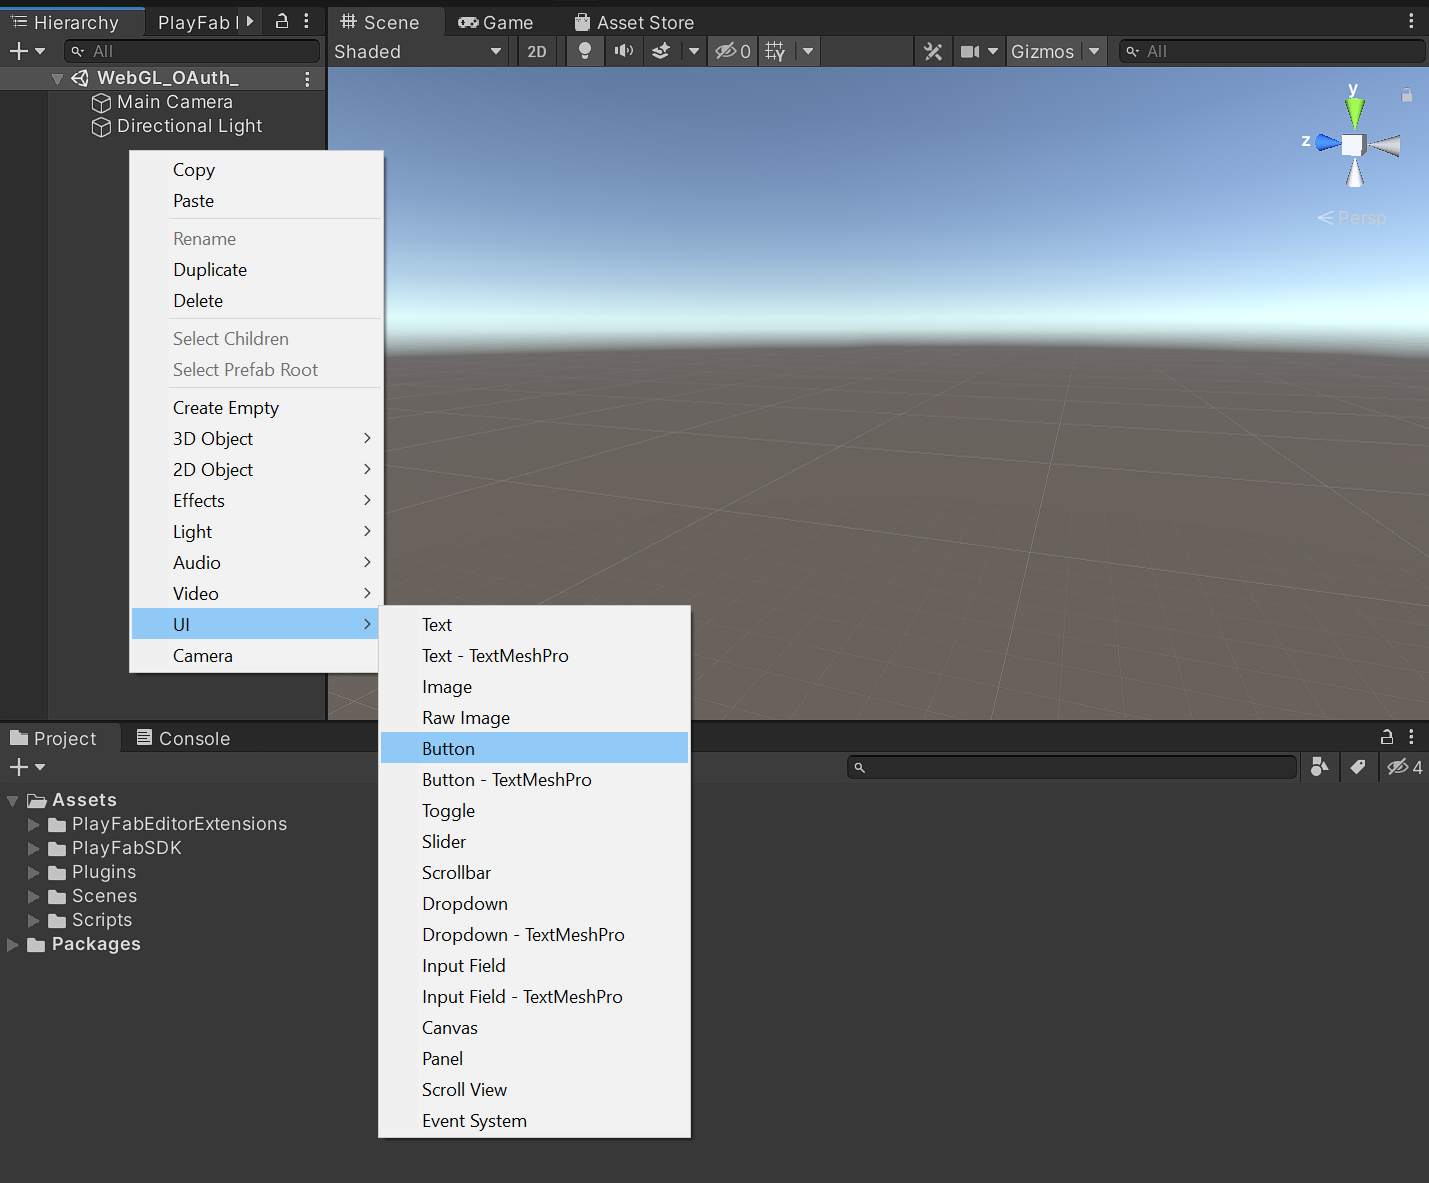 Hierarchy PlayFab
All
WebGL_OAuth_
Main Camera
Directional Light
Copy
Paste
Rename
Duplicate
Delete
Select Children
Select Prefab Root
Create Empty
3D Object
2D Object
Effects
Light
Audio
Video
UI
Camera
Text
Text - TextMeshPro
Image
Raw Image
Button
Button - TextMeshPro
Toggle
Slider
Scrollbar
Dropdown
Dropdown - TextMeshPro
Input Field
Input Field - TextMeshPro
Canvas
Panel
Scroll View
Event System
Scene Game Asset Store
Shaded 2D 0 Gizmos All
y
z
Persp
Project Console
4
Assets
PlayFabEditorExtensions
PlayFabSDK
Plugins
Scenes
Scripts
Packages